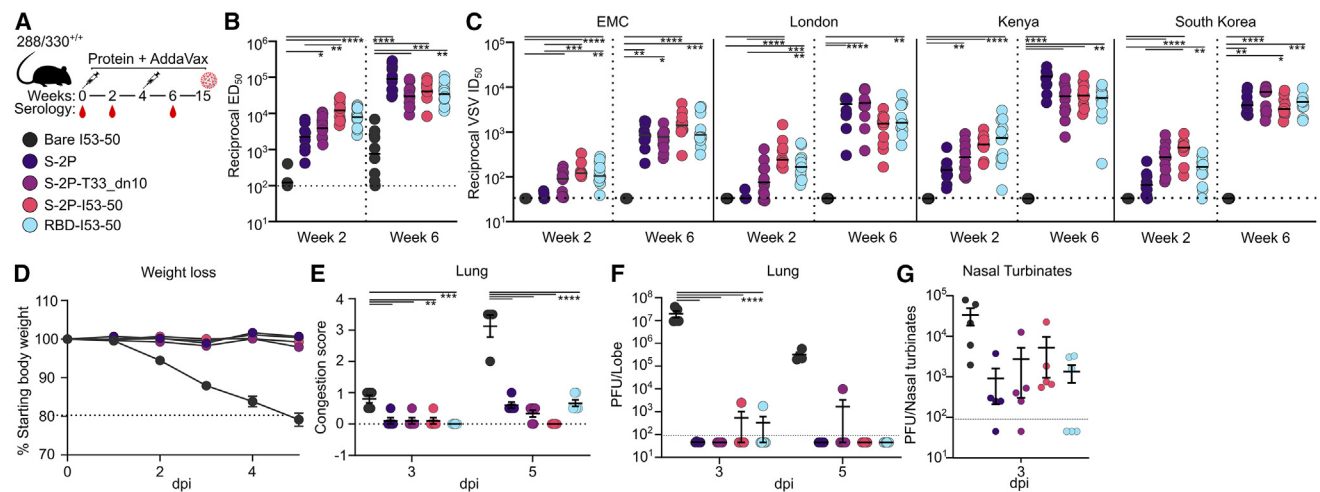 A
288/330+/+
Protein + AddaVax
Weeks: 0 2 4 6 15
Serology:
Bare I53-50
S-2P
S-2P-T33_dn10
S-2P-I53-50
RBD-I53-50
B
Reciprocal ED50
10^6
10^5
10^4
10^3
10^2
10^1
****
**
*
****
***
**
Week 2
Week 6
C
EMC
London
Kenya
South Korea
Reciprocal VSV ID50
10^5
10^4
10^3
10^2
10^1
****
***
**
****
***
**
*
****
***
**
**
****
****
**
****
**
****
**
****
***
**
*
Week 2
Week 6
Week 2
Week 6
Week 2
Week 6
Week 2
Week 6
D
Weight loss
% Starting body weight
110
100
90
80
70
0 2 4
dpi
E
Lung
Congestion score
4
3
2
1
0
-1
***
**
****
3 5
dpi
F
Lung
PFU/Lobe
10^8
10^7
10^6
10^5
10^4
10^3
10^2
10^1
****
3 5
dpi
G
Nasal Turbinates
PFU/Nasal turbinates
10^5
10^4
10^3
10^2
10^1
3
dpi